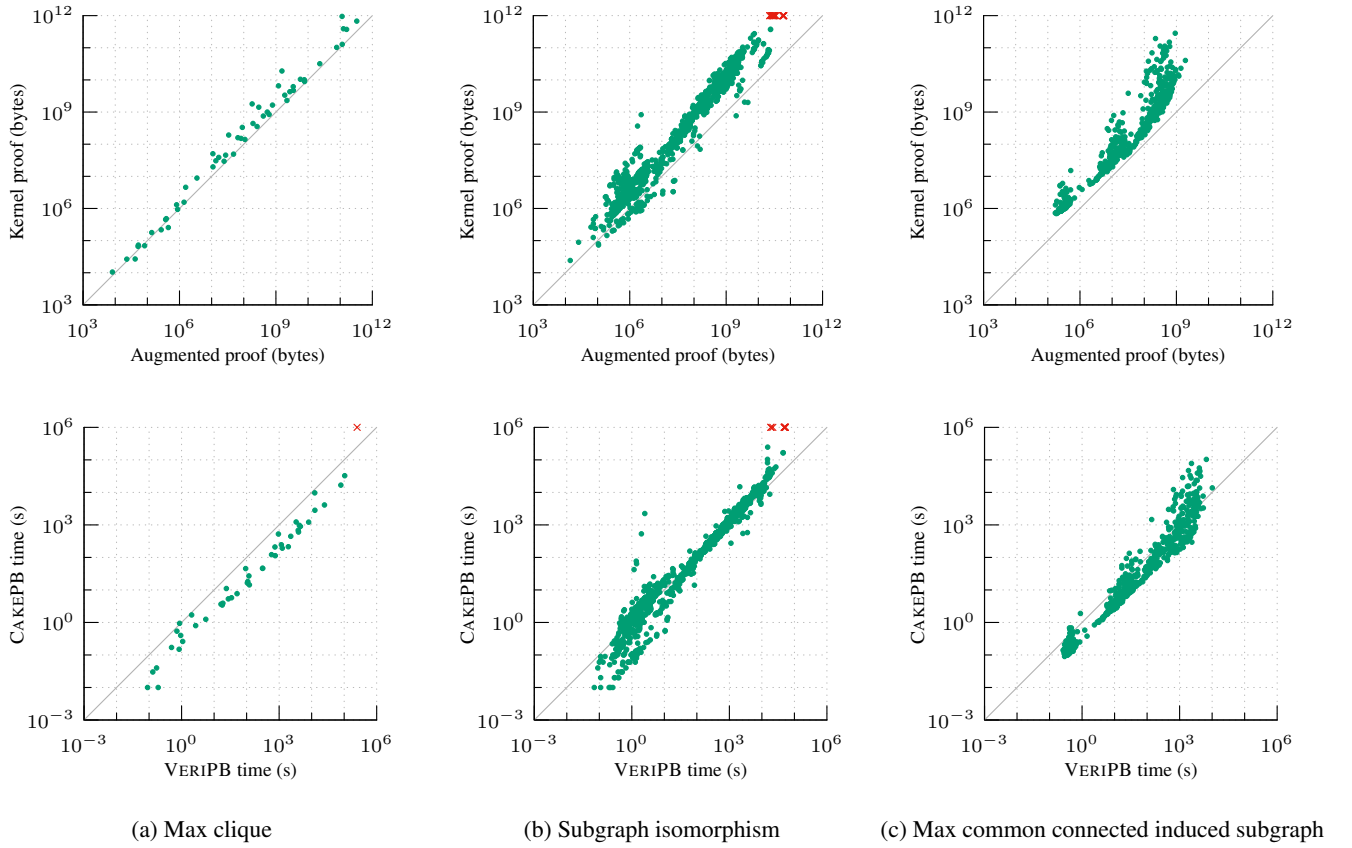 10^12
10^9
10^6
10^3
Kernel proof (bytes)
10^3 10^6 10^9 10^12
Augmented proof (bytes)
10^12
10^9
10^6
10^3
Kernel proof (bytes)
10^3 10^6 10^9 10^12
Augmented proof (bytes)
10^12
10^9
10^6
10^3
Kernel proof (bytes)
10^3 10^6 10^9 10^12
Augmented proof (bytes)
10^6
10^3
10^0
10^−3
CAKEPB time (s)
10^−3 10^0 10^3 10^6
VERIPB time (s)
10^6
10^3
10^0
10^−3
CAKEPB time (s)
10^−3 10^0 10^3 10^6
VERIPB time (s)
10^6
10^3
10^0
10^−3
CAKEPB time (s)
10^−3 10^0 10^3 10^6
VERIPB time (s)
(a) Max clique
(b) Subgraph isomorphism
(c) Max common connected induced subgraph